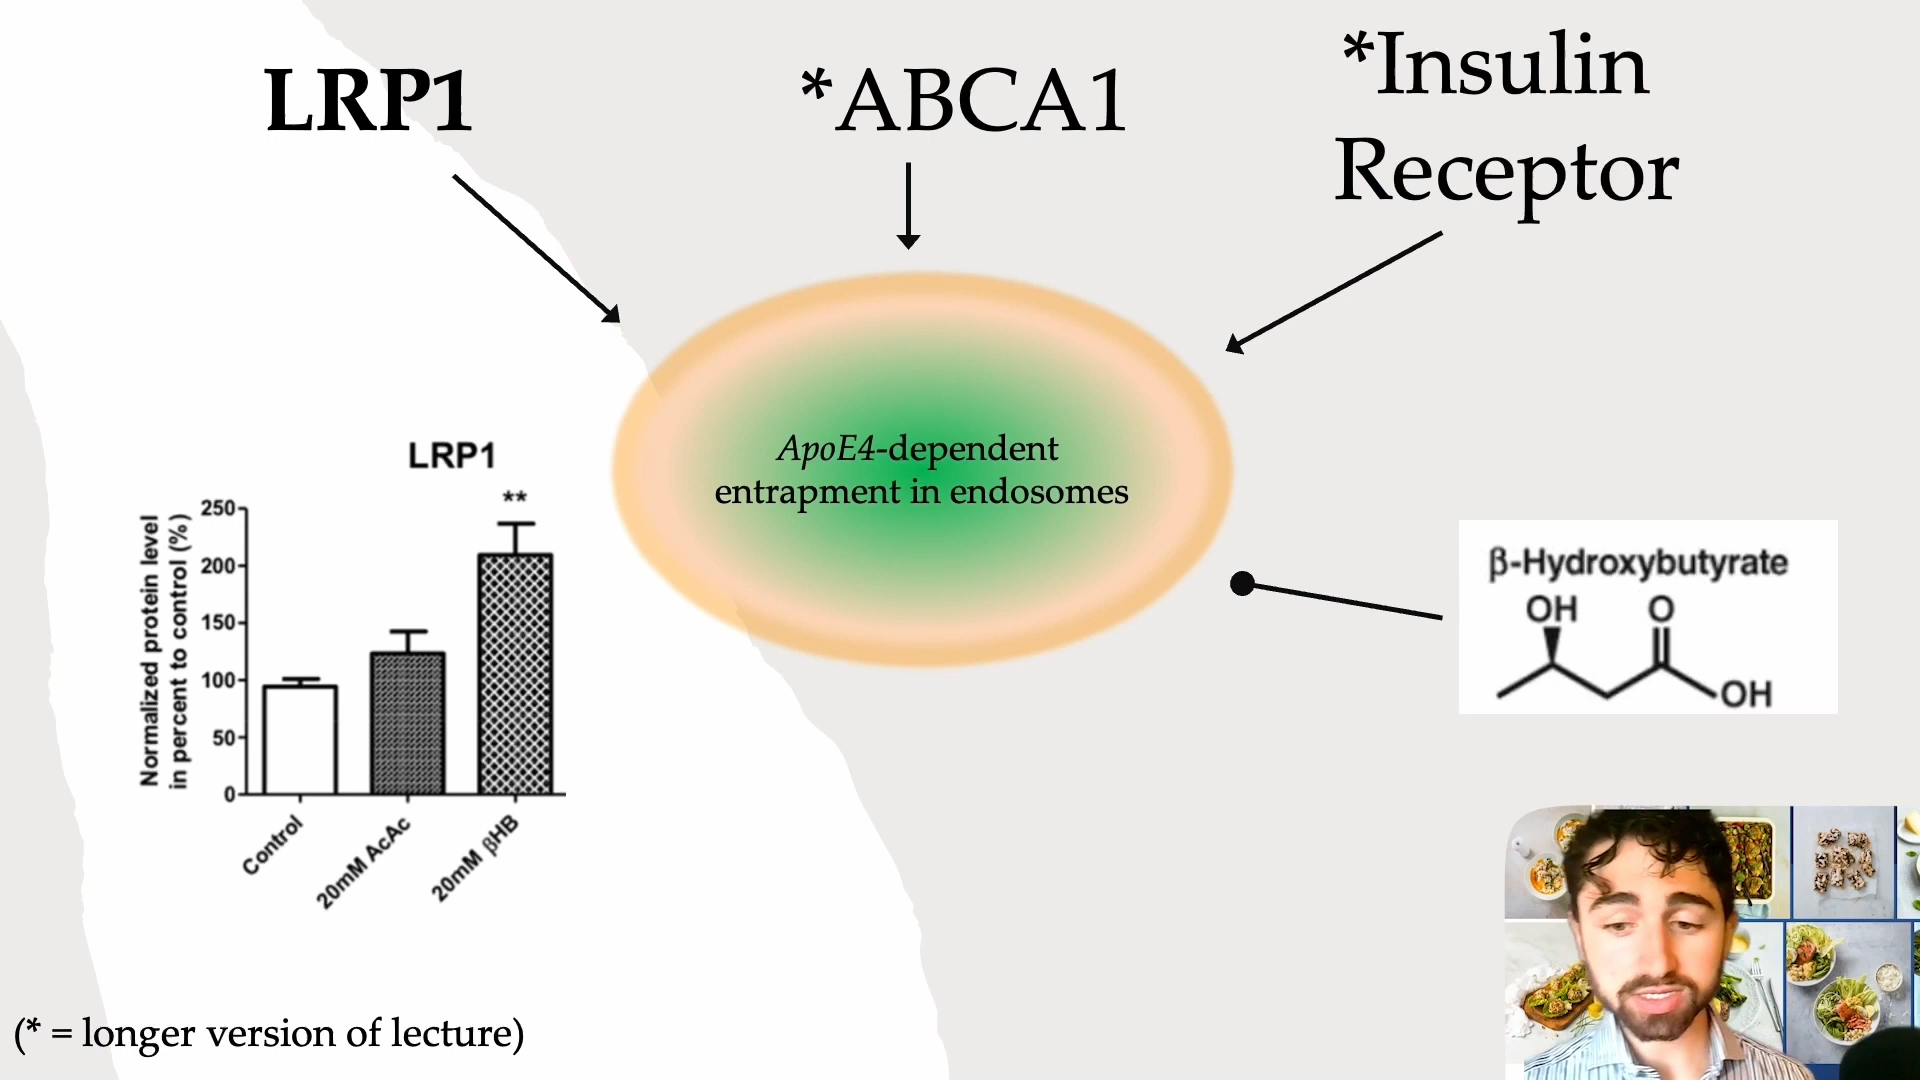 LRP1
*ABCA1
*Insulin
Receptor
ApoE4-dependent
entrapment in endosomes
LRP1
**
Normalized protein level
in percent to control (%)
250
200
150
100
50
0
Control
20mM AcAc
20mM βHB
β-Hydroxybutyrate
OH
O
OH
(* = longer version of lecture)